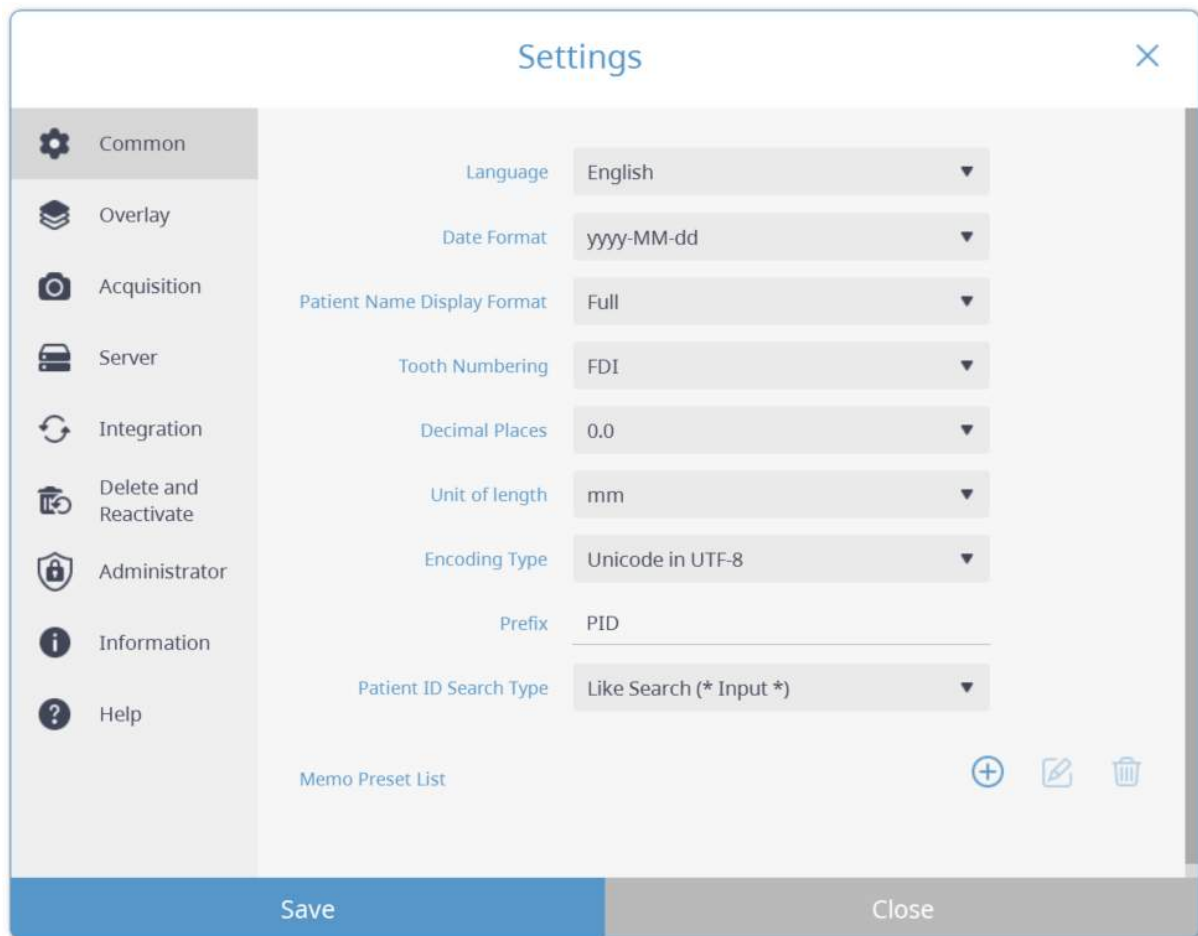 Settings
Common
Overlay
Acquisition
Server
Integration
Delete and
Reactivate
Administrator
Information
Help
Language English
Date Format yyyy-MM-dd
Patient Name Display Format Full
Tooth Numbering FDI
Decimal Places 0.0
Unit of length mm
Encoding Type Unicode in UTF-8
Prefix PID
Patient ID Search Type Like Search (* Input *)
Memo Preset List
Save Close